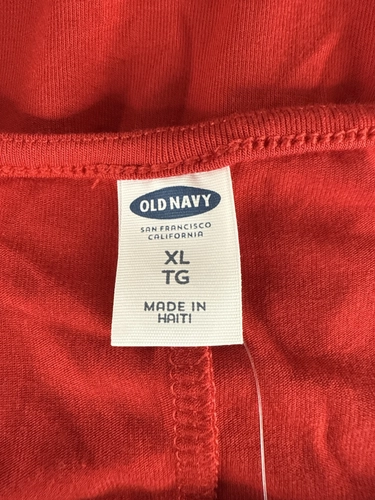 OLD NAVY
SAN FRANCISCO
CALIFORNIA
XL
TG
MADE IN
HAITI